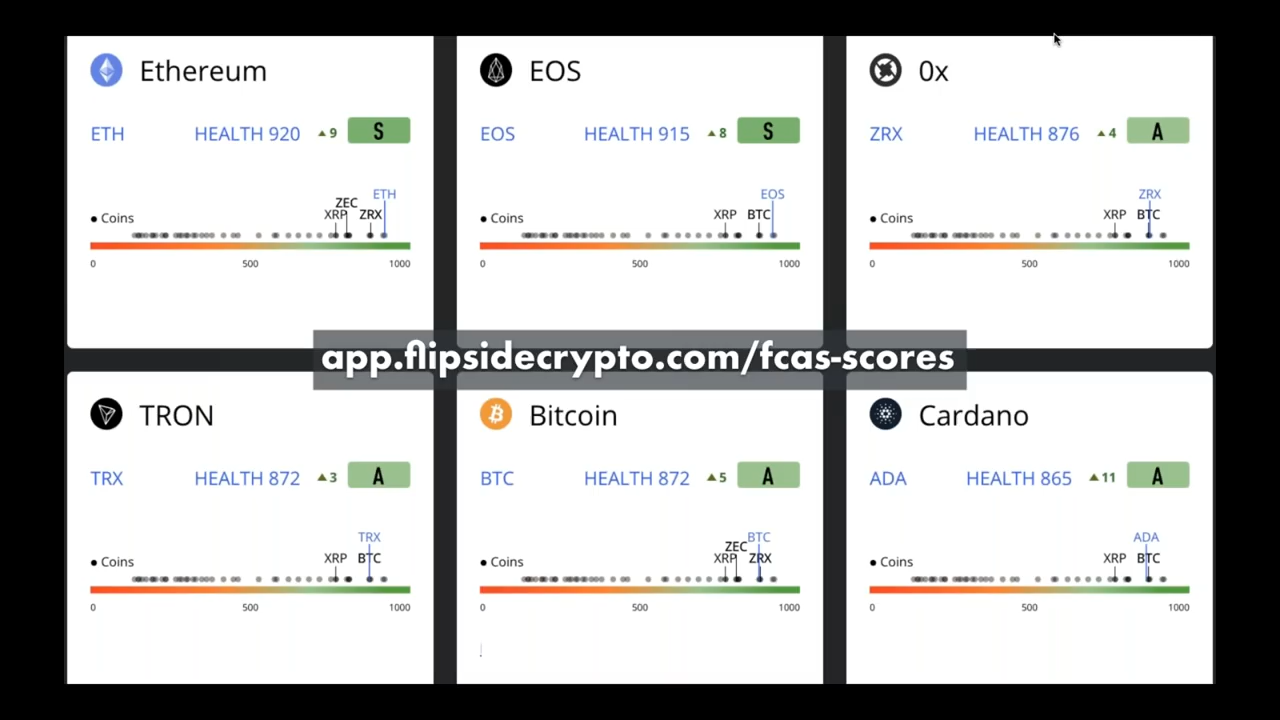 Ethereum
ETH HEALTH 920 ▲9 S
ETH
ZEC
XRP ZRX
Coins
0 500 1000
EOS
EOS HEALTH 915 ▲8 S
EOS
XRP BTC
Coins
0 500 1000
0x
ZRX HEALTH 876 ▲4 A
ZRX
XRP BTC
Coins
0 500 1000
app.flipsidecrypto.com/fcas-scores
TRON
TRX HEALTH 872 ▲3 A
TRX
XRP BTC
Coins
0 500 1000
Bitcoin
BTC HEALTH 872 ▲5 A
BTC
ZEC
XRP ZRX
Coins
0 500 1000
Cardano
ADA HEALTH 865 ▲11 A
ADA
XRP BTC
Coins
0 500 1000